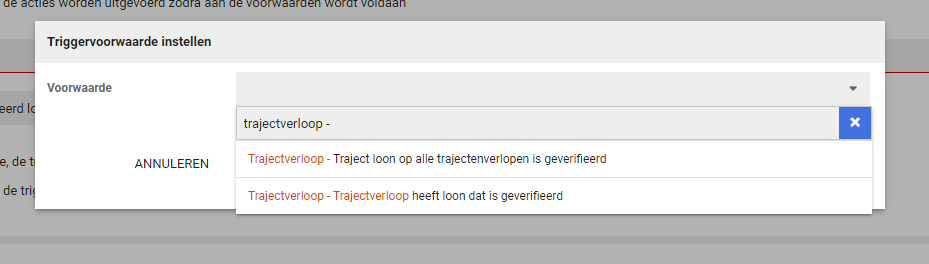 de acties worden uitgevoerd zodra aan de voorwaarden wordt voldaan
Triggervoorwaarde instellen
Voorwaarde
eerd lo
trajectverloop -
Trajectverloop - Traject loon op alle trajectenverlopen is geverifieerd
e, de tr
ANNULEREN
de trig
Trajectverloop - Trajectverloop heeft loon dat is geverifieerd